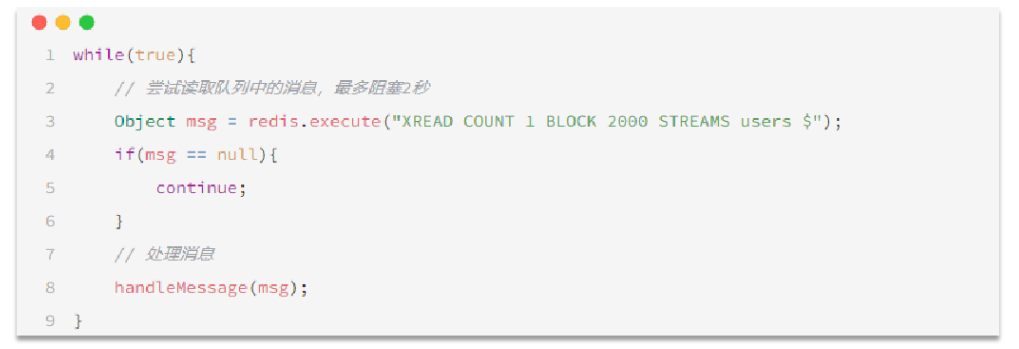 1 while(true){
2 // 尝试读取队列中的消息，最多阻塞2秒
3 Object msg = redis.execute("XREAD COUNT 1 BLOCK 2000 STREAMS users $");
4 if(msg == null){
5 continue;
6 }
7 // 处理消息
8 handleMessage(msg);
9 }